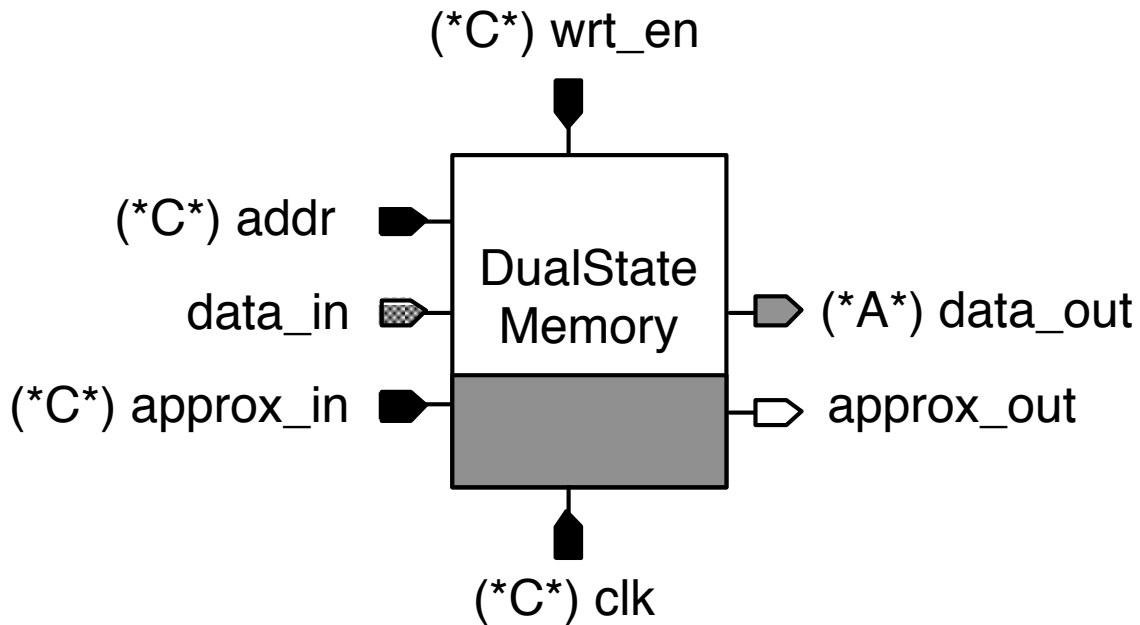 (*C*) wrt_en
(*C*) addr
data_in
(*C*) approx_in
DualState
Memory
(*A*) data_out
approx_out
(*C*) clk